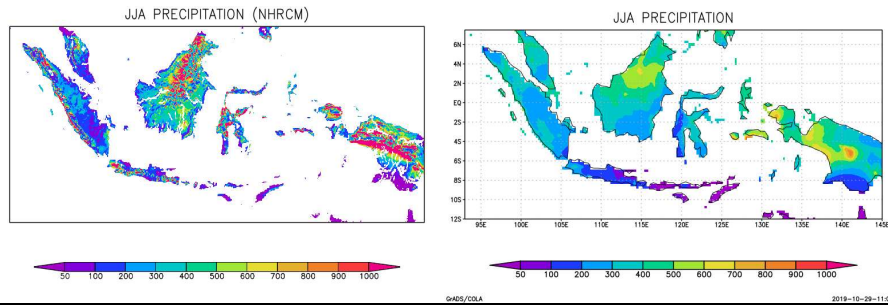 JJA PRECIPITATION (NHRCM)
50 100 200 300 400 500 600 700 800 900 1000
JJA PRECIPITATION
6N
4N
2N
EQ
2S
4S
6S
8S
10S
12S
95E 100E 105E 110E 115E 120E 125E 130E 135E 140E 145E
50 100 200 300 400 500 600 700 800 900 1000
GrADS/COLA
2019-10-29-11: